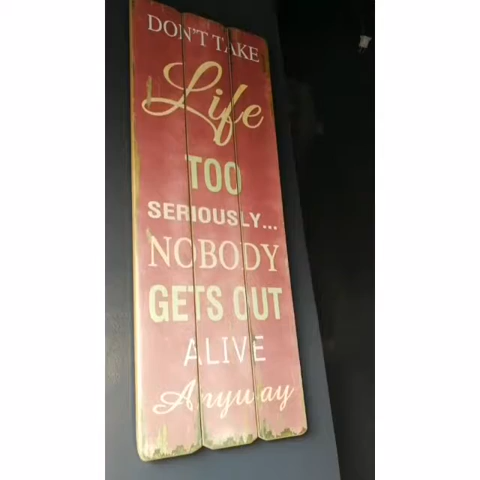 DON'T TAKE
Life
TOO
SERIOUSLY...
NOBODY
GETS OUT
ALIVE
Anyway